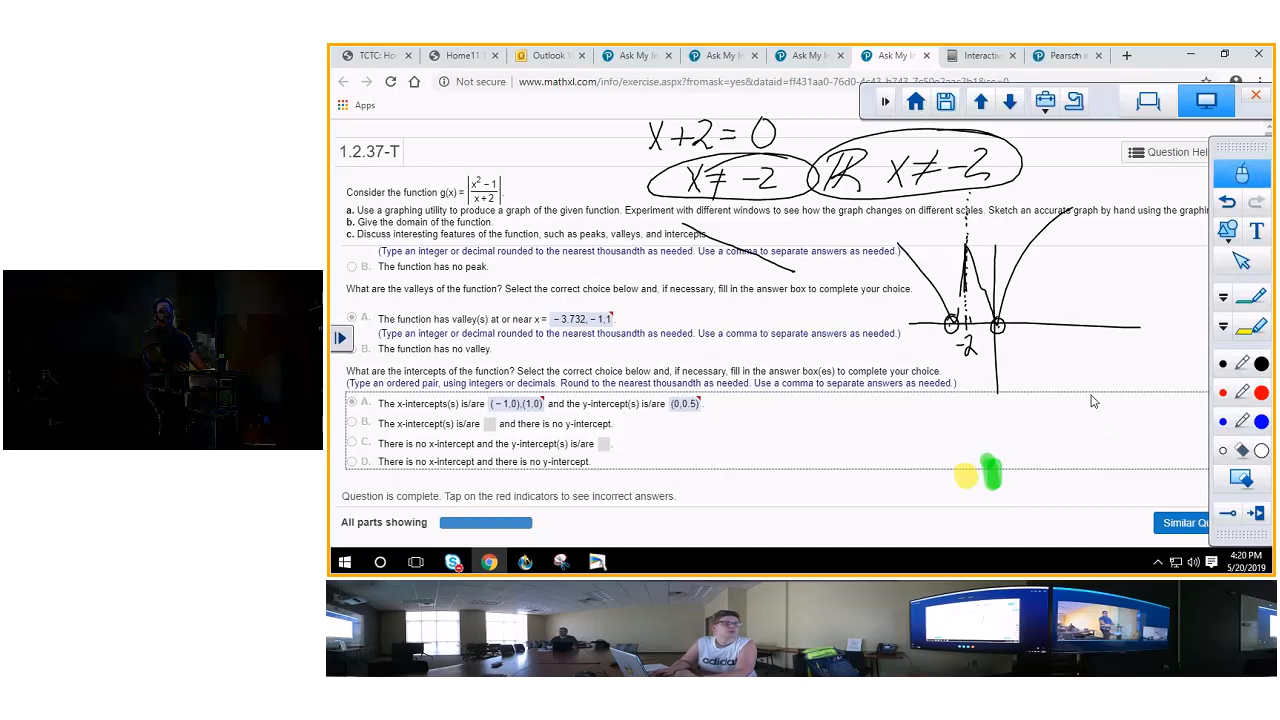 TCTC: Ho
Home11
Outlook
Ask My In
Ask My In
Ask My In
Ask My In
Interactiv
Pearson e
Not secure
Apps
x+2=0
x ≠ -2
ℝ x ≠ -2
1.2.37-T
Question Hel
Consider the function g(x) = |(x² − 1)/(x + 2)|.
a. Use a graphing utility to produce a graph of the given function. Experiment with different windows to see how the graph changes on different scales. Sketch an accurate graph by hand using the graphin
b. Give the domain of the function.
c. Discuss interesting features of the function, such as peaks, valleys, and intercepts.
(Type an integer or decimal rounded to the nearest thousandth as needed. Use a comma to separate answers as needed.)
B. The function has no peak.
What are the valleys of the function? Select the correct choice below and, if necessary, fill in the answer box to complete your choice.
A. The function has valley(s) at or near x = − 3.732, − 1,1.
(Type an integer or decimal rounded to the nearest thousandth as needed. Use a comma to separate answers as needed.)
B. The function has no valley.
-2
What are the intercepts of the function? Select the correct choice below and, if necessary, fill in the answer box(es) to complete your choice.
(Type an ordered pair, using integers or decimals. Round to the nearest thousandth as needed. Use a comma to separate answers as needed.)
A. The x-intercepts(s) is/are (− 1,0),(1.0) and the y-intercept(s) is/are (0,0.5).
B. The x-intercept(s) is/are and there is no y-intercept.
C. There is no x-intercept and the y-intercept(s) is/are .
D. There is no x-intercept and there is no y-intercept.
Question is complete. Tap on the red indicators to see incorrect answers.
All parts showing
Similar Qu
4:20 PM
5/20/2019
adidas